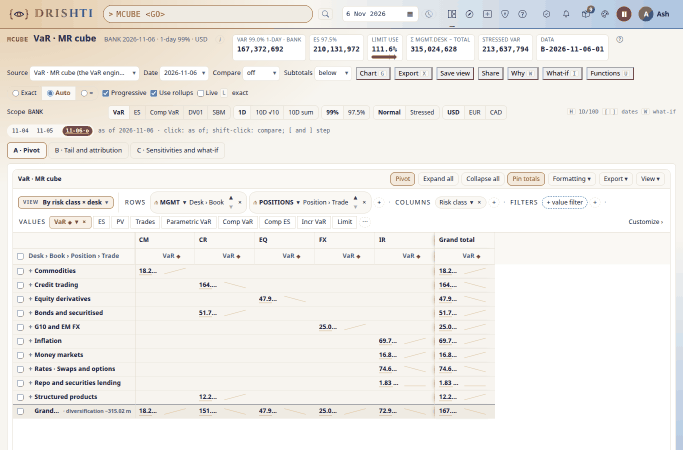 DRISHTI
> MCUBE <GO>
6 Nov 2026
Ash
MCUBE VaR · MR cube BANK 2026-11-06 · 1-day 99% · USD
VAR 99.0% 1-DAY · BANK
167,372,692
ES 97.5%
210,131,972
LIMIT USE
111.6%
Σ MGMT.DESK − TOTAL
315,024,628
STRESSED VAR
213,637,794
DATA
B-2026-11-06-01
Source VaR · MR cube (the VaR engin... Date 2026-11-06 Compare off Subtotals below Chart G Export X Save view Share Why W What-if I Functions U
Exact Auto = Progressive Use rollups Live L exact
Scope BANK VaR ES Comp VaR DV01 SBM 1D 10D √10 10D sum 99% 97.5% Normal Stressed USD EUR CAD H 1D/10D [ ] dates W what-if
11-04 11-05 11-06·o as of 2026-11-06 · click: as of; shift-click: compare; [ and ] step
A · Pivot B · Tail and attribution C · Sensitivities and what-if
VaR · MR cube Pivot Expand all Collapse all Pin totals Formatting ▾ Export ▾ View ▾
VIEW By risk class × desk ▾ ROWS MGMT ▾ Desk › Book × POSITIONS ▾ Position › Trade × + COLUMNS Risk class ▾ × + FILTERS + value filter +
VALUES VaR ◆ ▾ × ES PV Trades Parametric VaR Comp VaR Comp ES Incr VaR Limit ··· Customize ›
CM CR EQ FX IR Grand total
Desk › Book › Position › Trade VaR ◆ VaR ◆ VaR ◆ VaR ◆ VaR ◆ VaR ◆
+ Commodities 18.2... 18.2...
+ Credit trading 164,... 164,...
+ Equity derivatives 47.9... 47.9...
+ Bonds and securitised 51.7... 51.7...
+ G10 and EM FX 25.0... 25.0...
+ Inflation 69.7... 69.7...
+ Money markets 16.8... 16.8...
+ Rates · Swaps and options 74.6... 74.6...
+ Repo and securities lending 1.83 ... 1.83 ...
+ Structured products 12.2... 12.2...
Grand... · diversification −315.02 m 18.2... 151.... 47.9... 25.0... 72.9... 167....